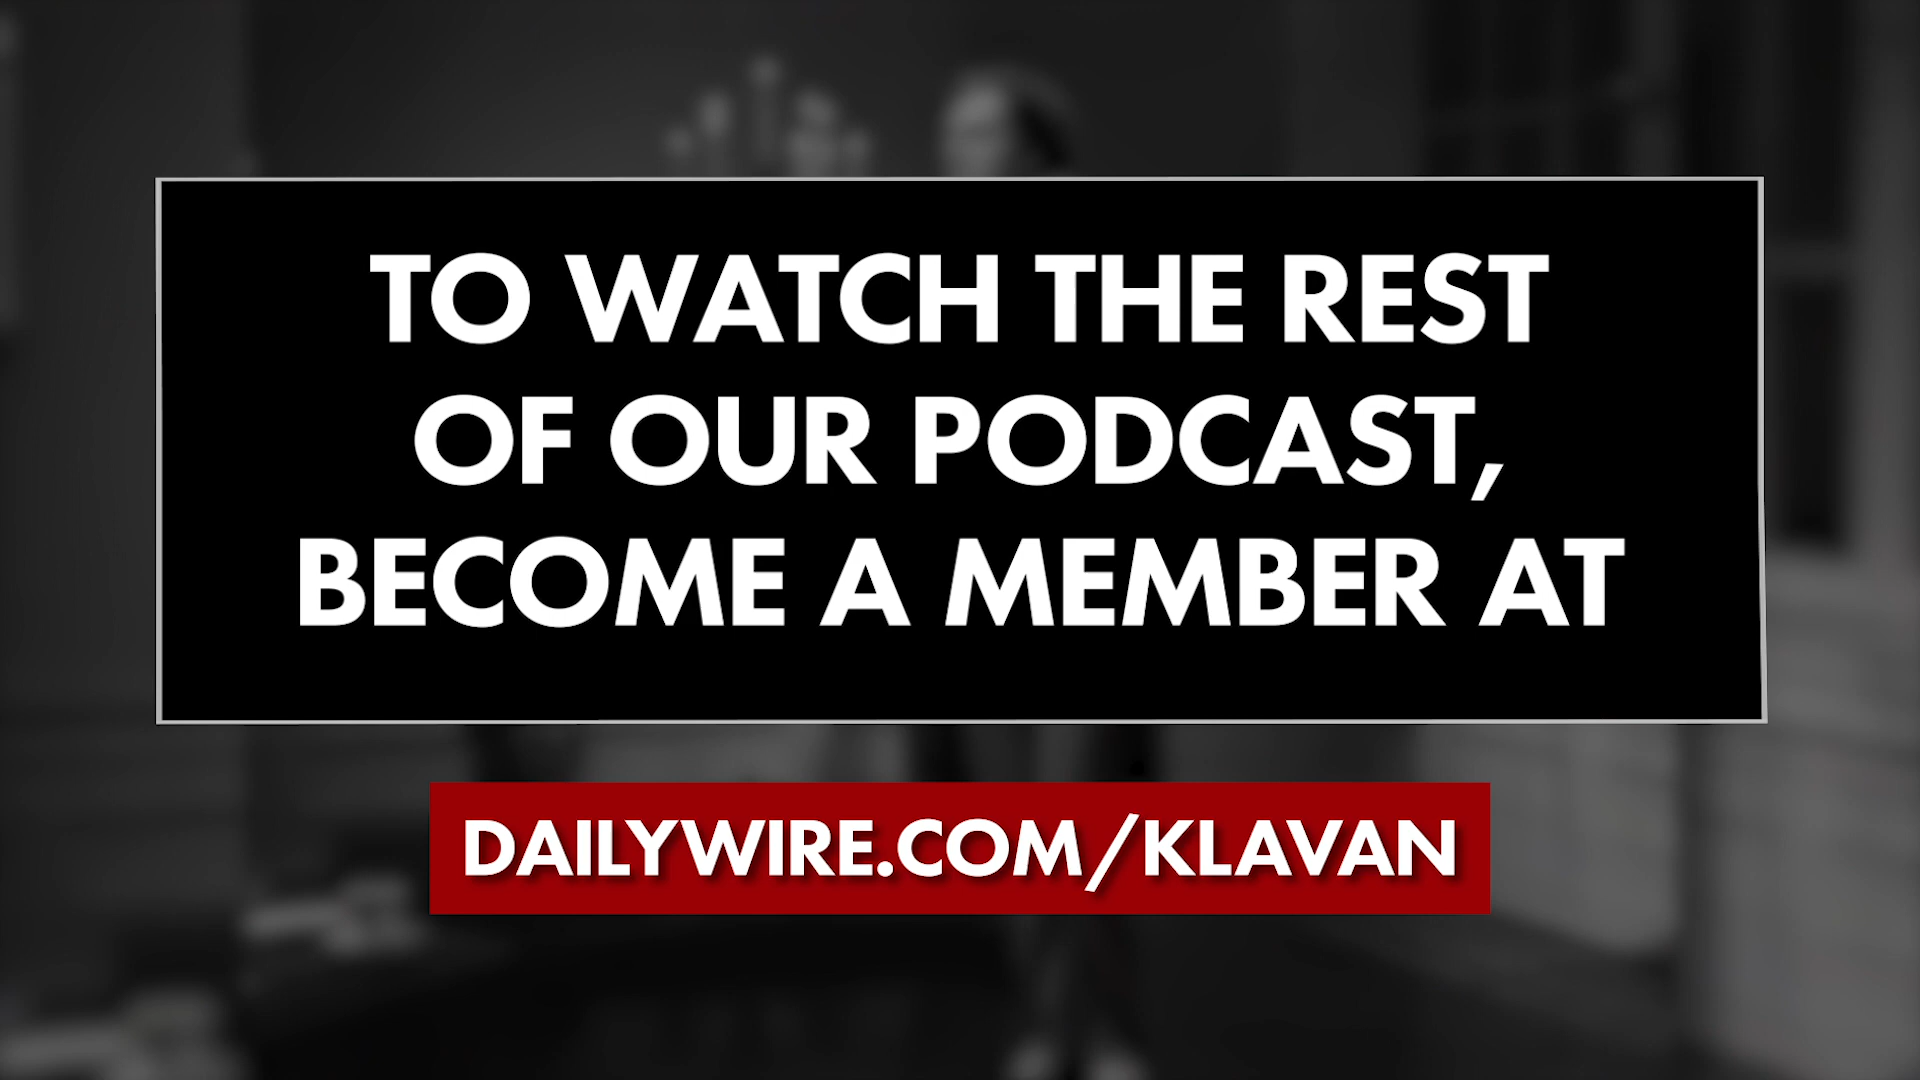 TO WATCH THE REST
OF OUR PODCAST,
BECOME A MEMBER AT
DAILYWIRE.COM/KLAVAN